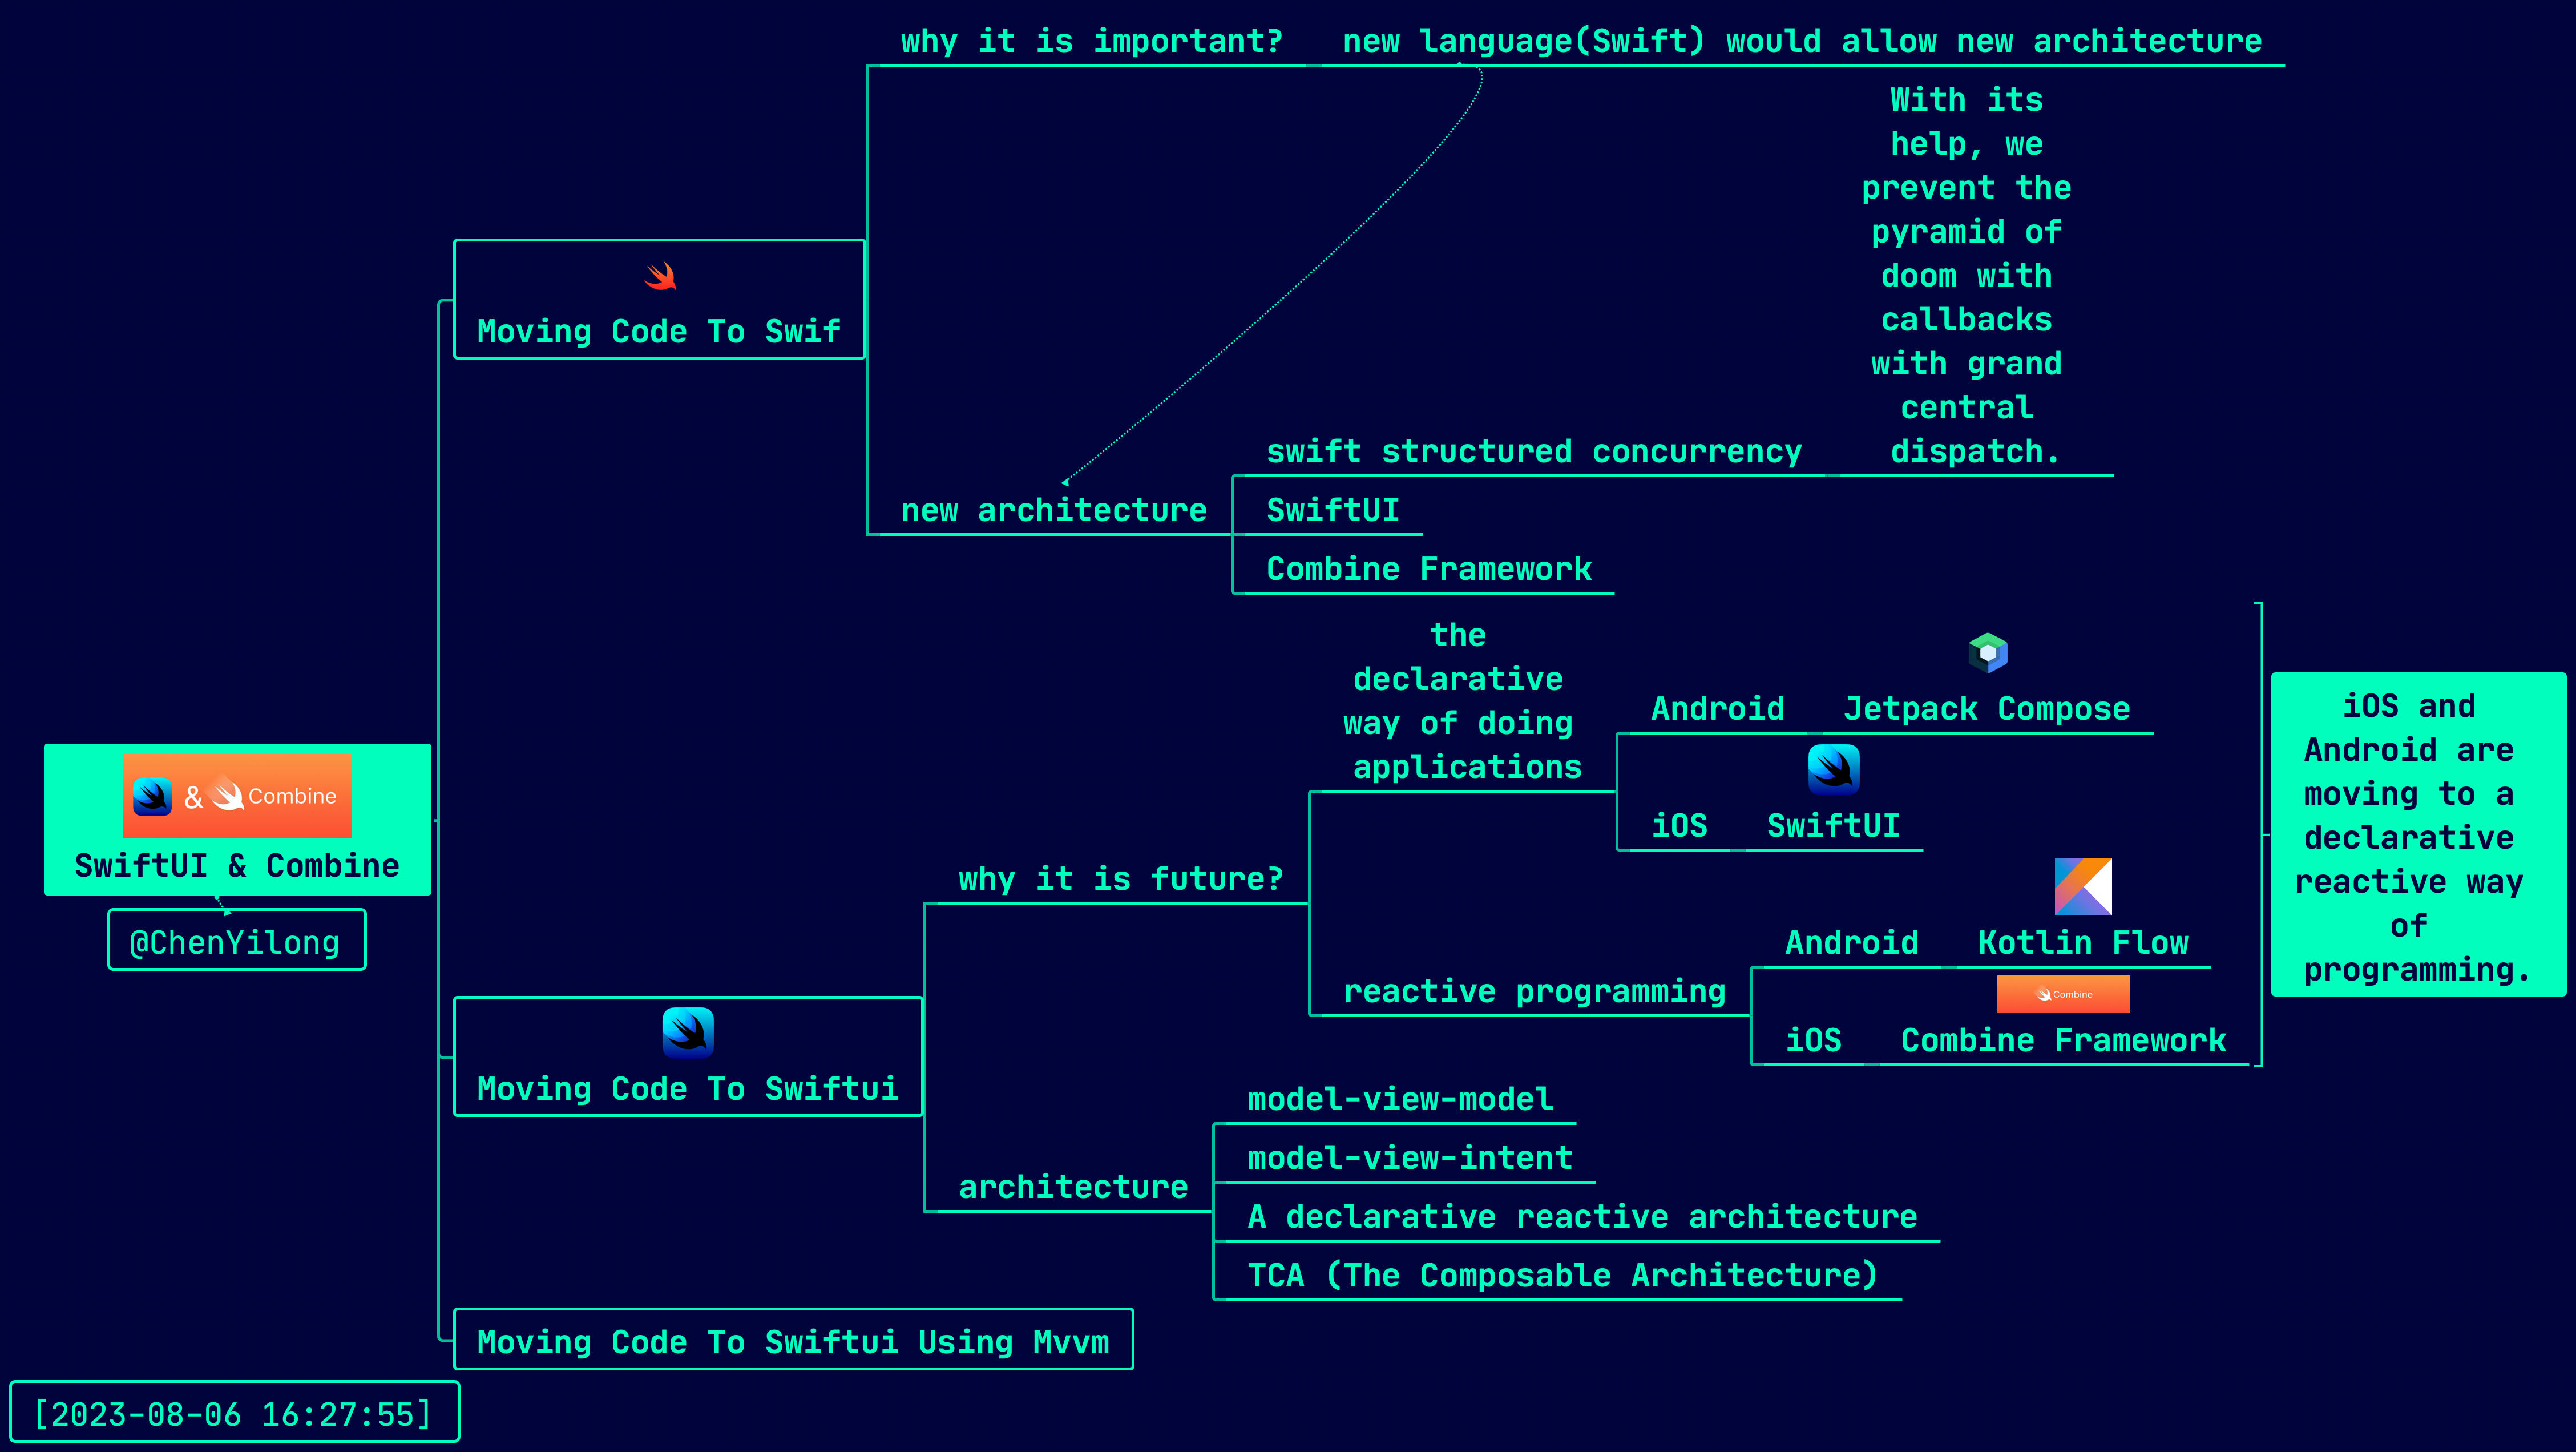 why it is important?
new language(Swift) would allow new architecture
With its
help, we
prevent the
pyramid of
doom with
callbacks
with grand
central
dispatch.
Moving Code To Swif
swift structured concurrency
new architecture
SwiftUI
Combine Framework
the
declarative
way of doing
applications
Android
Jetpack Compose
iOS
SwiftUI
iOS and
Android are
moving to a
declarative
reactive way
of
programming.
& Combine
SwiftUI & Combine
@ChenYilong
why it is future?
Android
Kotlin Flow
reactive programming
Combine
iOS
Combine Framework
Moving Code To Swiftui
model-view-model
model-view-intent
architecture
A declarative reactive architecture
TCA (The Composable Architecture)
Moving Code To Swiftui Using Mvvm
[2023-08-06 16:27:55]